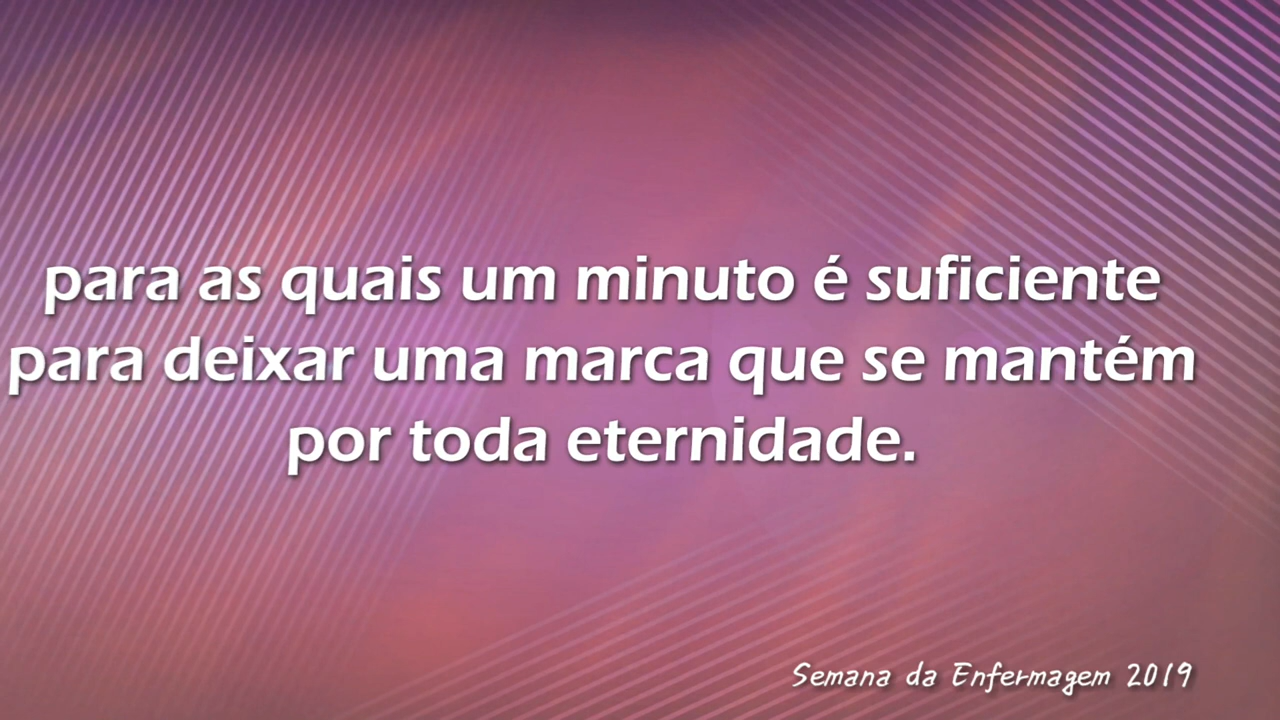 para as quais um minuto é suficiente
para deixar uma marca que se mantém
por toda eternidade.
Semana da Enfermagem 2019